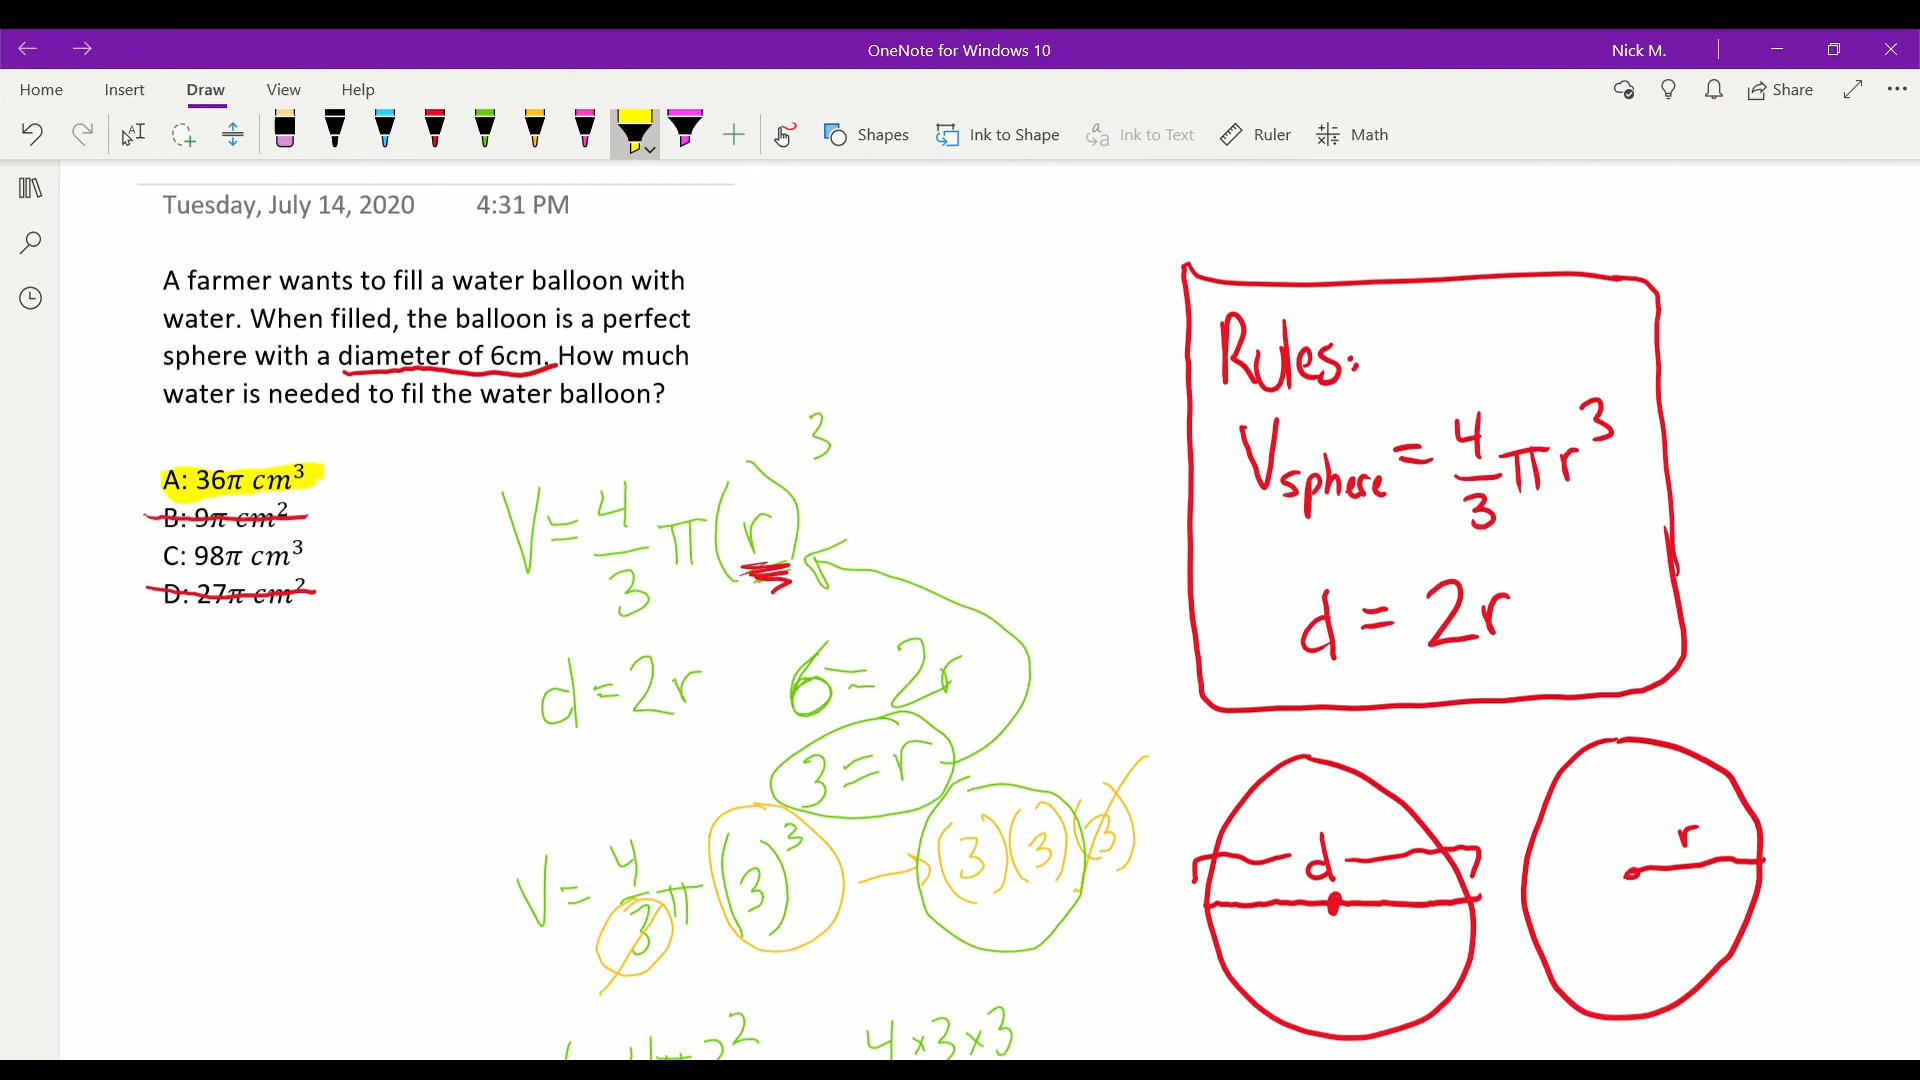 OneNote for Windows 10
Nick M.
Home Insert Draw View Help
Share
Shapes Ink to Shape Ink to Text Ruler Math
Tuesday, July 14, 2020 4:31 PM
A farmer wants to fill a water balloon with
water. When filled, the balloon is a perfect
sphere with a diameter of 6cm. How much
water is needed to fil the water balloon?
A: 36π cm³
B: 9π cm²
C: 98π cm³
D: 27π cm²
V = 4/3 π (r)³
d = 2r
6 = 2r
3 = r
V = 4/3 π (3)³ → (3)(3)(3)
4 x 3 x 3
Rules:
Vsphere = 4/3 πr³
d = 2r
d
r